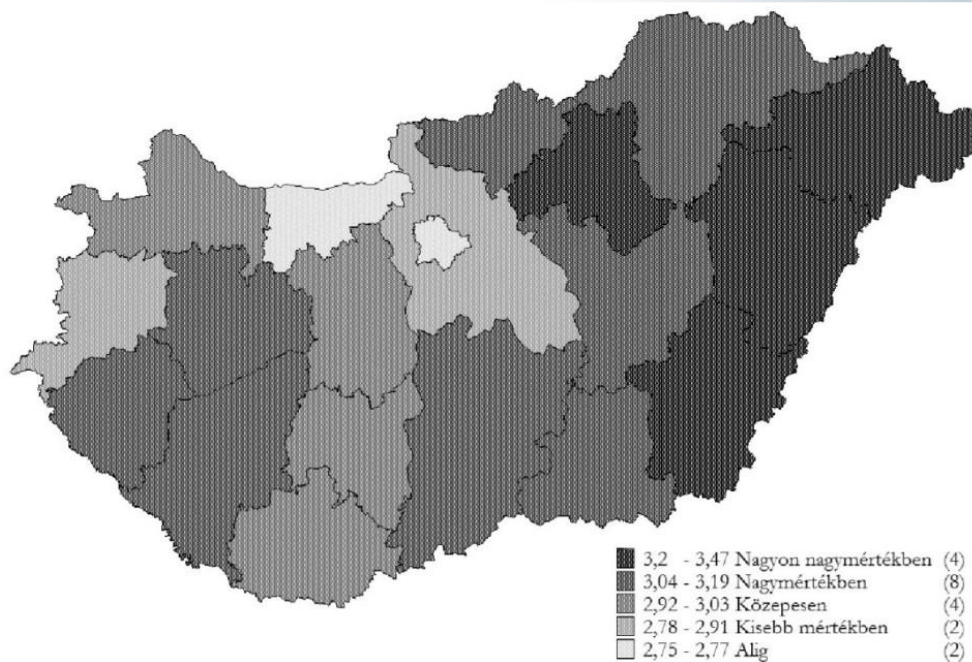 3,2 - 3,47 Nagyon nagymértékben (4)
3,04 - 3,19 Nagymértékben (8)
2,92 - 3,03 Közepesen (4)
2,78 - 2,91 Kisebb mértékben (2)
2,75 - 2,77 Alig (2)